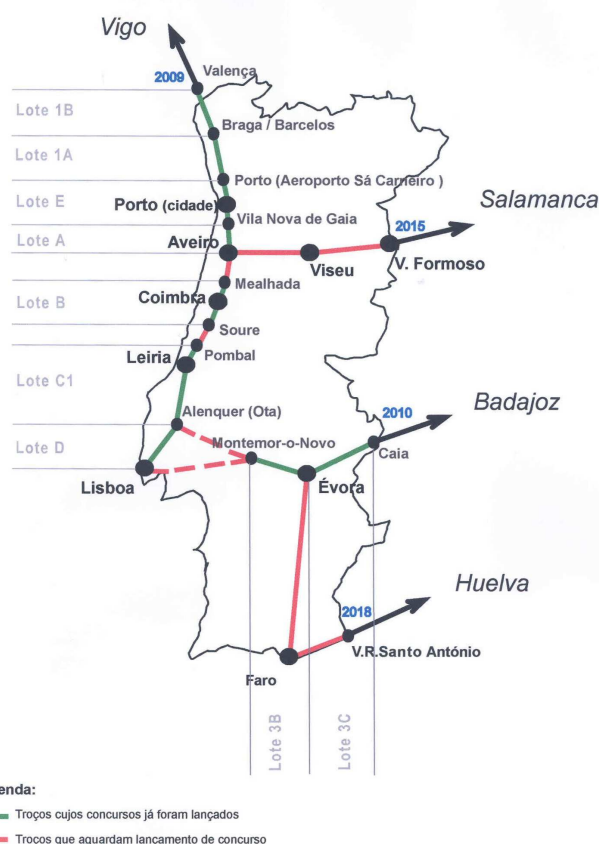 Vigo
2009
Valença
Lote 1B
Braga / Barcelos
Lote 1A
Porto (Aeroporto Sá Carneiro )
Lote E
Porto (cidade)
Salamanca
Vila Nova de Gaia
2015
Lote A
Aveiro
Viseu
V. Formoso
Mealhada
Coimbra
Lote B
Soure
Leiria
Pombal
Lote C1
Badajoz
Alenquer (Ota)
2010
Montemor-o-Novo
Lote D
Caia
Lisboa
Évora
Huelva
2018
V.R.Santo António
Faro
Lote 3B
Lote 3C
enda:
Troços cujos concursos já foram lançados
Troços que aguardam lançamento de concurso